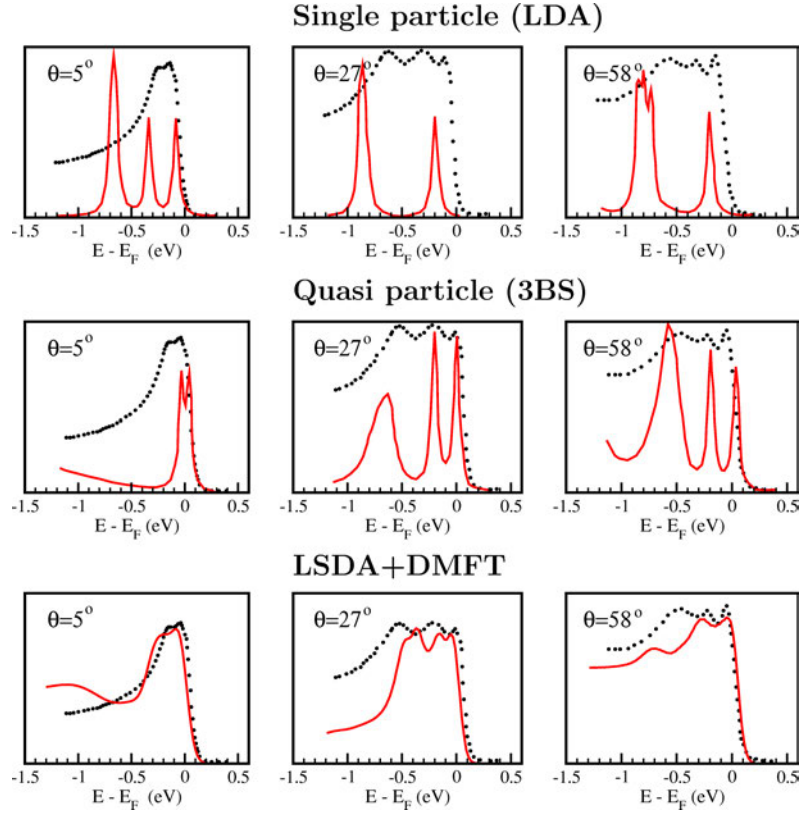 Single particle (LDA)
θ=5° θ=27° θ=58°
-1.5 -1 -0.5 0 0.5 -1.5 -1 -0.5 0 0.5 -1.5 -1 -0.5 0 0.5
E - E_F (eV) E - E_F (eV) E - E_F (eV)
Quasi particle (3BS)
θ=5° θ=27° θ=58°
-1.5 -1 -0.5 0 0.5 -1.5 -1 -0.5 0 0.5 -1.5 -1 -0.5 0 0.5
E - E_F (eV) E - E_F (eV) E - E_F (eV)
LSDA+DMFT
θ=5° θ=27° θ=58°
-1.5 -1 -0.5 0 0.5 -1.5 -1 -0.5 0 0.5 -1.5 -1 -0.5 0 0.5
E - E_F (eV) E - E_F (eV) E - E_F (eV)